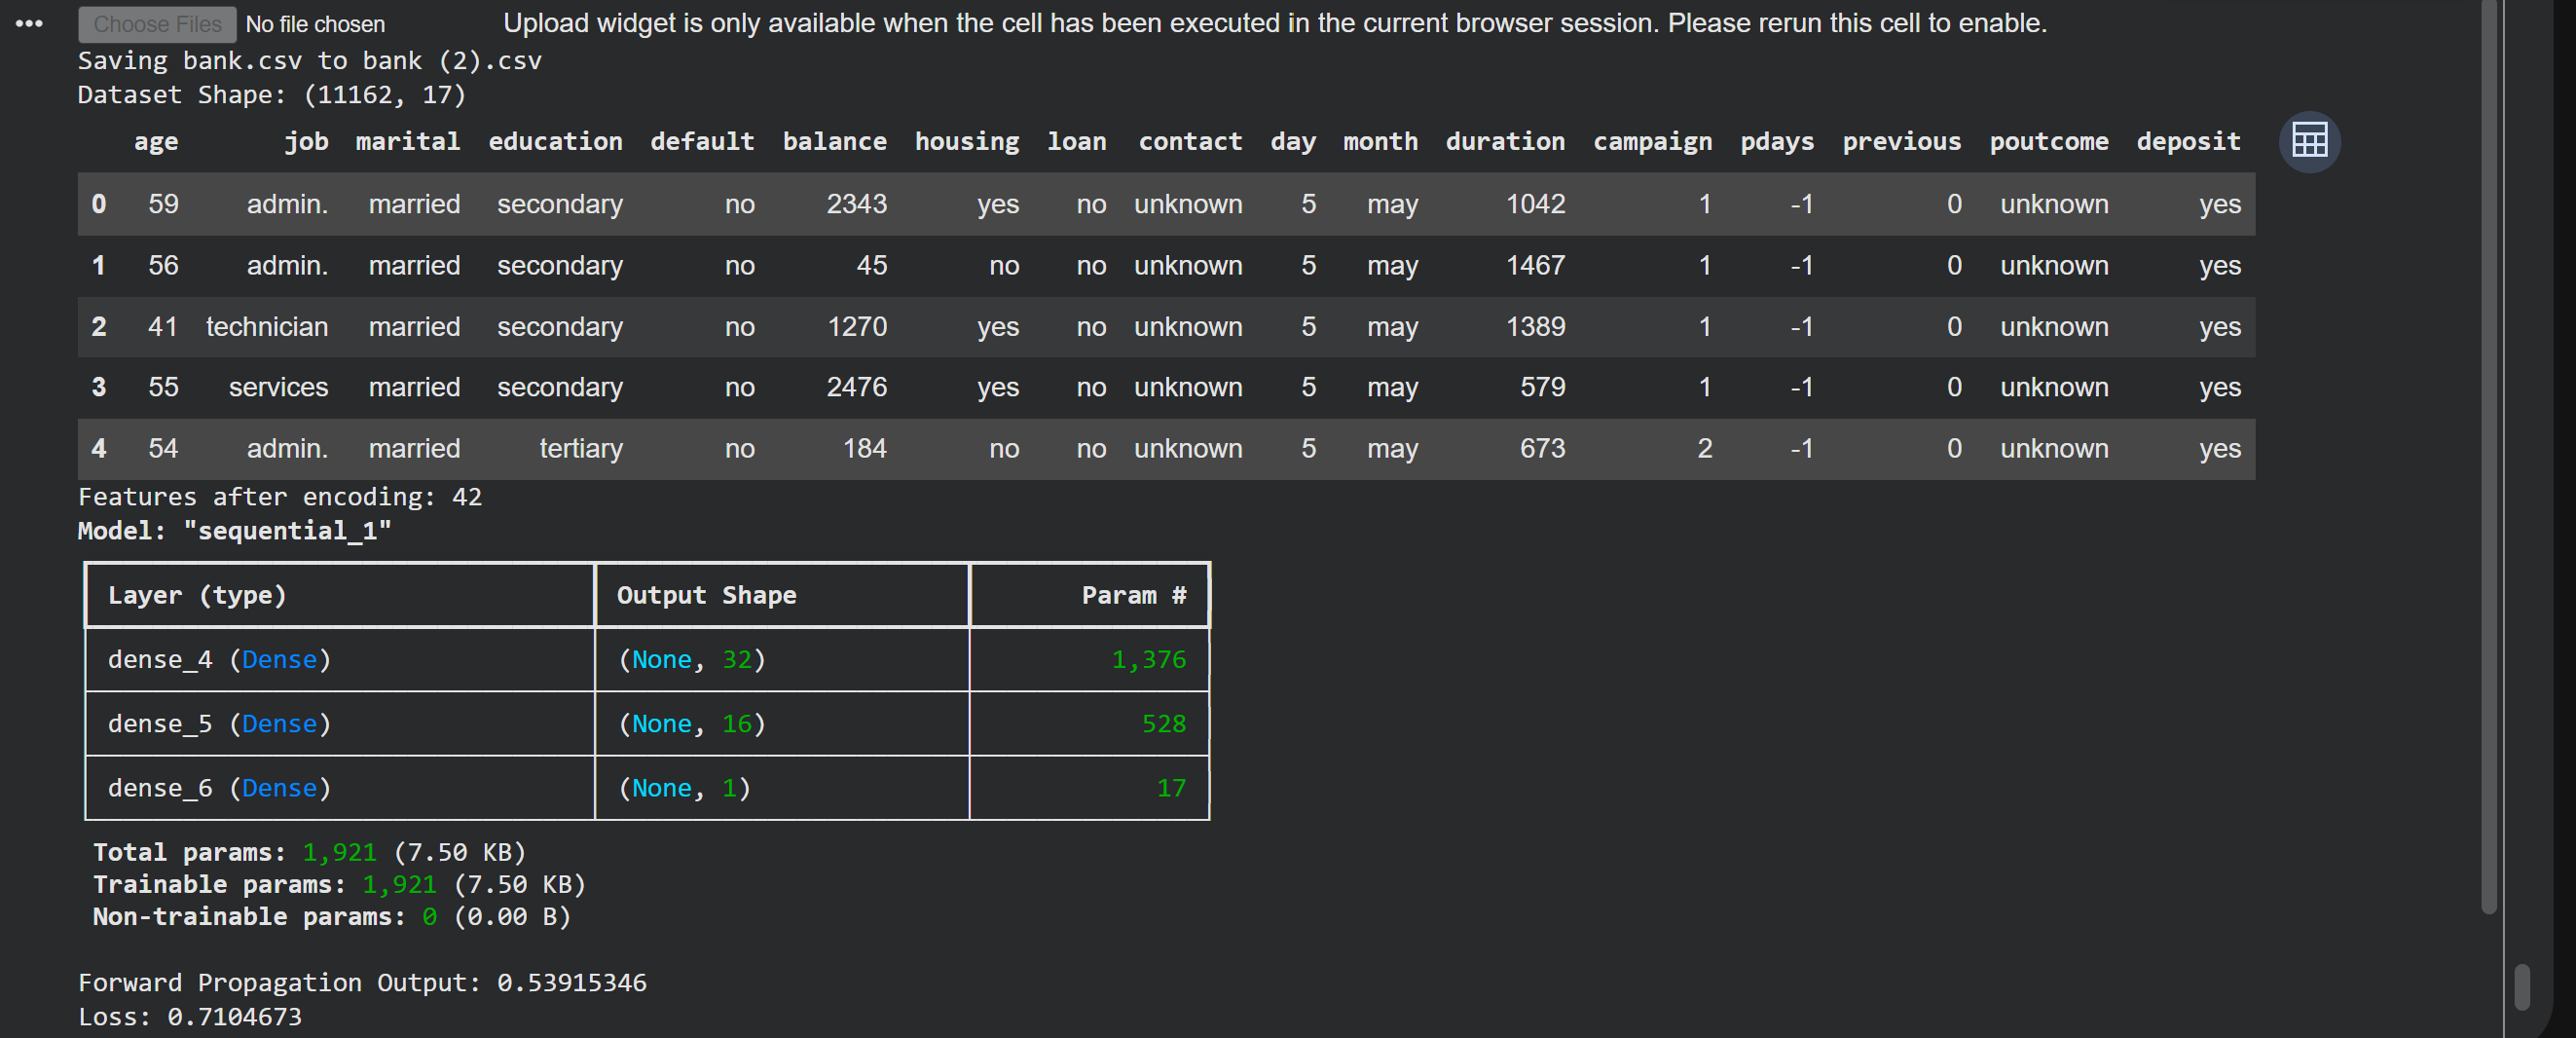 Choose Files No file chosen Upload widget is only available when the cell has been executed in the current browser session. Please rerun this cell to enable.
Saving bank.csv to bank (2).csv
Dataset Shape: (11162, 17)
age job marital education default balance housing loan contact day month duration campaign pdays previous poutcome deposit
0 59 admin. married secondary no 2343 yes no unknown 5 may 1042 1 -1 0 unknown yes
1 56 admin. married secondary no 45 no no unknown 5 may 1467 1 -1 0 unknown yes
2 41 technician married secondary no 1270 yes no unknown 5 may 1389 1 -1 0 unknown yes
3 55 services married secondary no 2476 yes no unknown 5 may 579 1 -1 0 unknown yes
4 54 admin. married tertiary no 184 no no unknown 5 may 673 2 -1 0 unknown yes
Features after encoding: 42
Model: "sequential_1"
Layer (type) Output Shape Param #
dense_4 (Dense) (None, 32) 1,376
dense_5 (Dense) (None, 16) 528
dense_6 (Dense) (None, 1) 17
Total params: 1,921 (7.50 KB)
Trainable params: 1,921 (7.50 KB)
Non-trainable params: 0 (0.00 B)
Forward Propagation Output: 0.53915346
Loss: 0.7104673